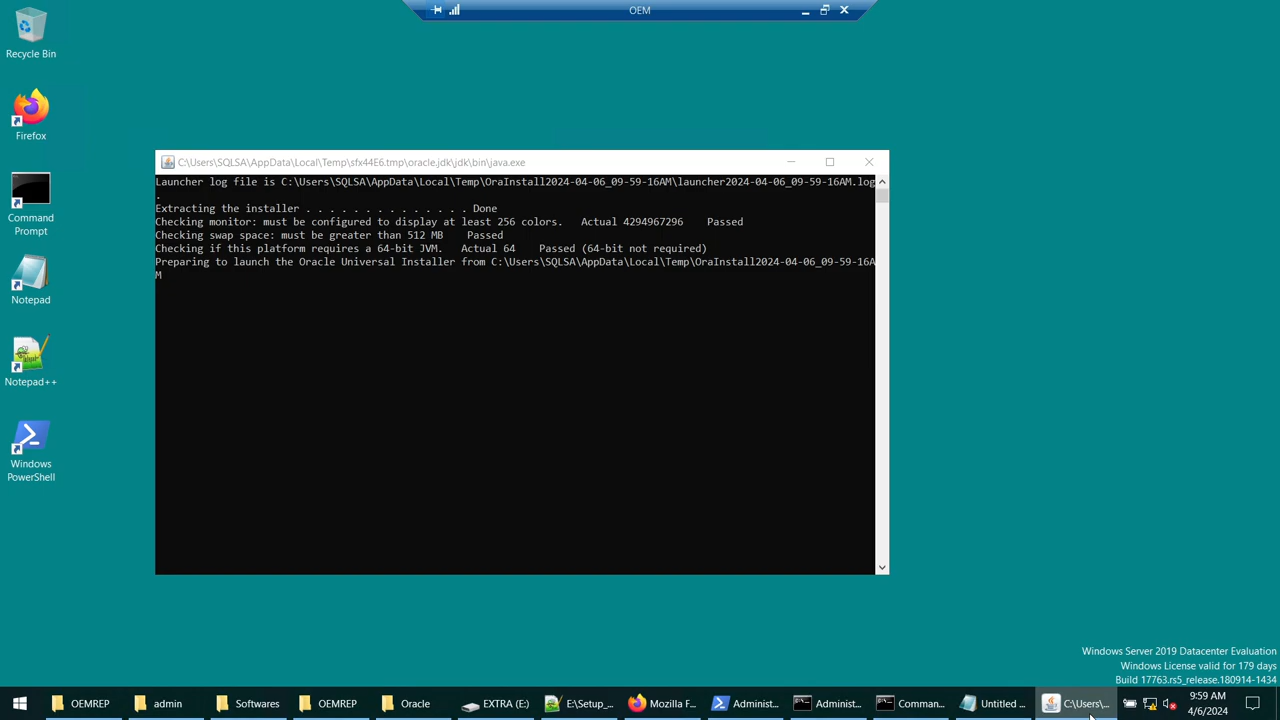 OEM
Recycle Bin
Firefox
Command
Prompt
Notepad
Notepad++
Windows
PowerShell
C:\Users\SQLSA\AppData\Local\Temp\sfx44E6.tmp\oracle.jdk\jdk\bin\java.exe
Launcher log file is C:\Users\SQLSA\AppData\Local\Temp\OraInstall2024-04-06_09-59-16AM\launcher2024-04-06_09-59-16AM.log
.
Extracting the installer . . . . . . . . . . . . . . Done
Checking monitor: must be configured to display at least 256 colors.   Actual 4294967296    Passed
Checking swap space: must be greater than 512 MB    Passed
Checking if this platform requires a 64-bit JVM.   Actual 64    Passed (64-bit not required)
Preparing to launch the Oracle Universal Installer from C:\Users\SQLSA\AppData\Local\Temp\OraInstall2024-04-06_09-59-16A
M
Windows Server 2019 Datacenter Evaluation
Windows License valid for 179 days
Build 17763.rs5_release.180914-1434
OEMREP
admin
Softwares
OEMREP
Oracle
EXTRA (E:)
E:\Setup_...
Mozilla F...
Administ...
Administ...
Comman...
Untitled ...
C:\Users\...
9:59 AM
4/6/2024